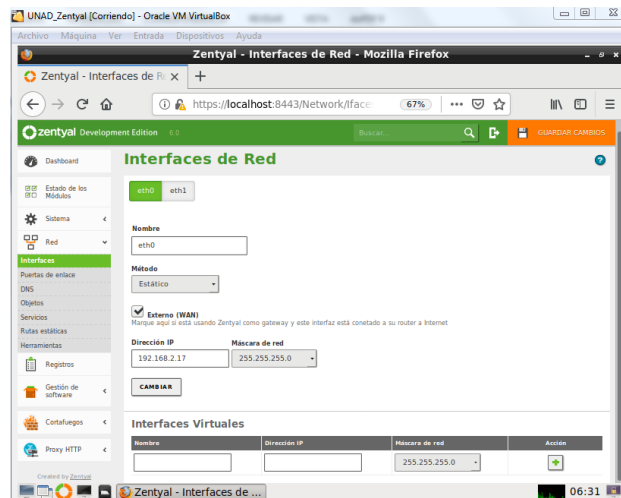 UNAD_Zentyal [Corriendo] - Oracle VM VirtualBox
Archivo Máquina Ver Entrada Dispositivos Ayuda
Zentyal - Interfaces de Red - Mozilla Firefox
Zentyal - Interfaces de R
https://localhost:8443/Network/Iface
67%
zentyal Development Edition 6.0
Buscar...
GUARDAR CAMBIOS
Dashboard
Estado de los
Módulos
Sistema
Red
Interfaces
Puertas de enlace
DNS
Objetos
Servicios
Rutas estáticas
Herramientas
Registros
Gestión de
software
Cortafuegos
Proxy HTTP
Created by Zentyal
Interfaces de Red
eth0 eth1
Nombre
eth0
Método
Estático
Externo (WAN)
Marque aquí si está usando Zentyal como gateway y este interfaz está conetado a su router a Internet
Dirección IP Máscara de red
192.168.2.17 255.255.255.0
CAMBIAR
Interfaces Virtuales
Nombre Dirección IP Máscara de red Acción
255.255.255.0
Zentyal - Interfaces de ...
06:31